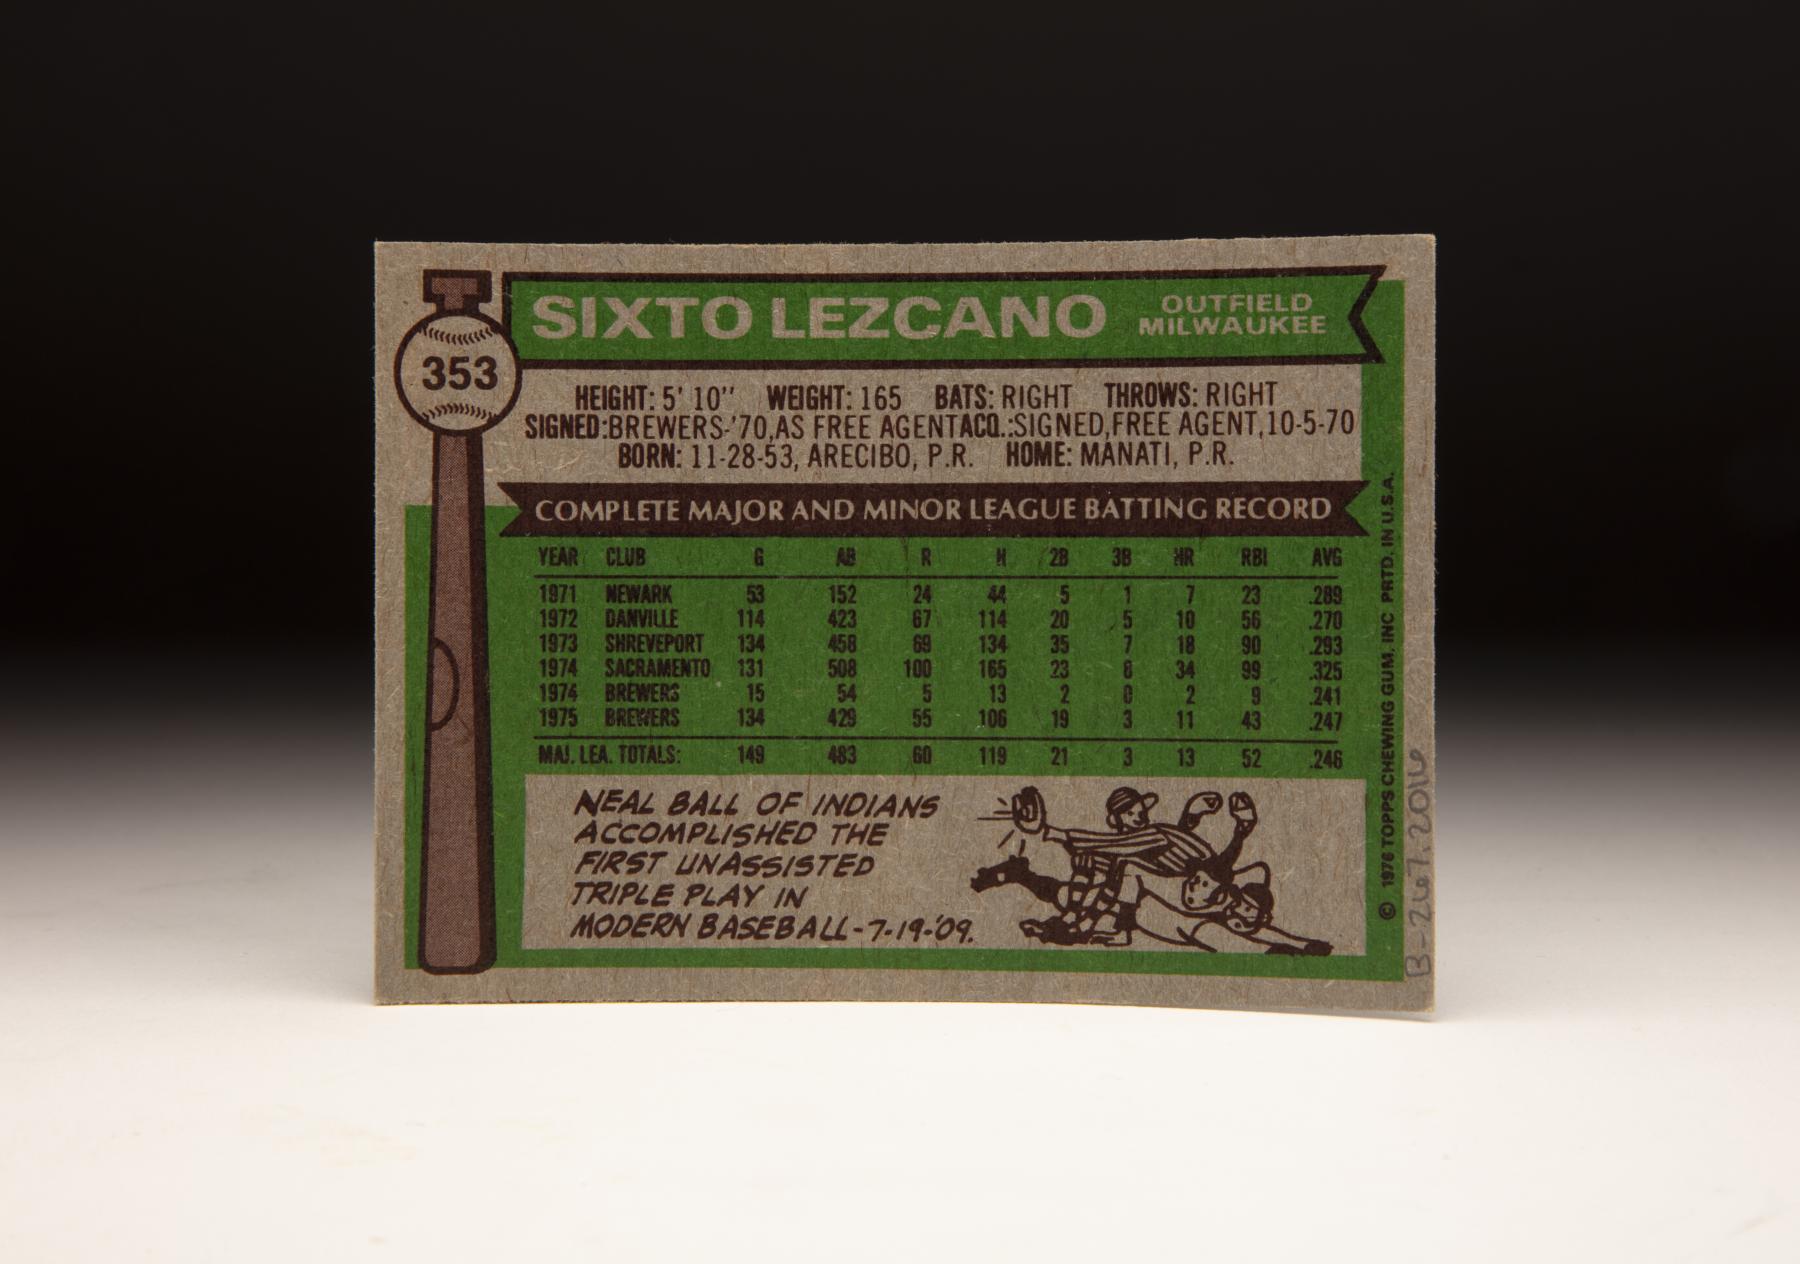 SIXTO LEZCANO
OUTFIELD
MILWAUKEE
353
HEIGHT: 5' 10" WEIGHT: 165 BATS: RIGHT THROWS: RIGHT
SIGNED:BREWERS-'70,AS FREE AGENTACQ.:SIGNED,FREE AGENT,10-5-70
BORN: 11-28-53, ARECIBO, P.R. HOME: MANATI, P.R.
COMPLETE MAJOR AND MINOR LEAGUE BATTING RECORD
YEAR CLUB G AB R H 2B 3B HR RBI AVG
1971 NEWARK 53 152 24 44 5 1 7 23 .289
1972 DANVILLE 114 423 67 114 20 5 10 56 .270
1973 SHREVEPORT 134 458 69 134 35 7 18 90 .293
1974 SACRAMENTO 131 508 100 165 23 8 34 99 .325
1974 BREWERS 15 54 5 13 2 0 2 9 .241
1975 BREWERS 134 429 55 106 19 3 11 43 .247
MAJ. LEA. TOTALS: 149 483 60 119 21 3 13 52 .246
NEAL BALL OF INDIANS
ACCOMPLISHED THE
FIRST UNASSISTED
TRIPLE PLAY IN
MODERN BASEBALL-7-19-'09.
© 1976 TOPPS CHEWING GUM, INC PRTD. IN U.S.A.
B-267.2016